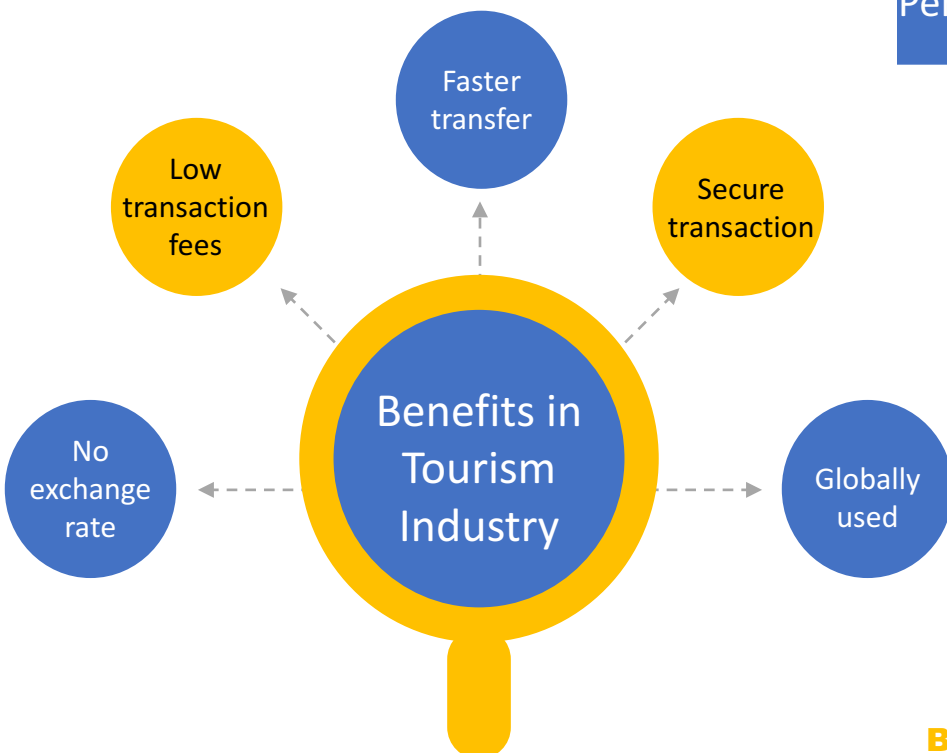 Faster
transfer
Low
transaction
fees
Secure
transaction
Benefits in
Tourism
Industry
No
exchange
rate
Globally
used
B